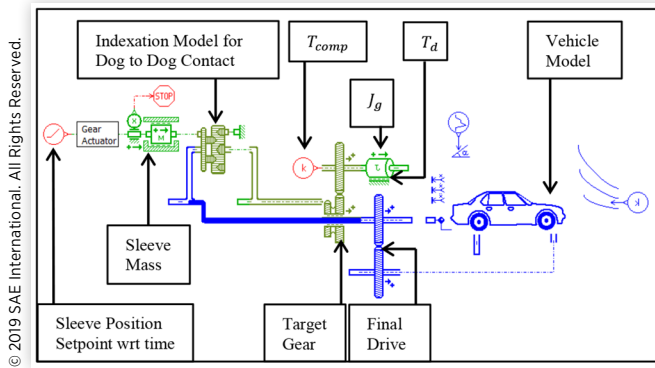 © 2019 SAE International. All Rights Reserved.
Indexation Model for
Dog to Dog Contact
T_comp
T_d
Vehicle
Model
J_g
STOP
Gear
Actuator
x
M
k
k
α
Sleeve
Mass
Sleeve Position
Setpoint wrt time
Target
Gear
Final
Drive